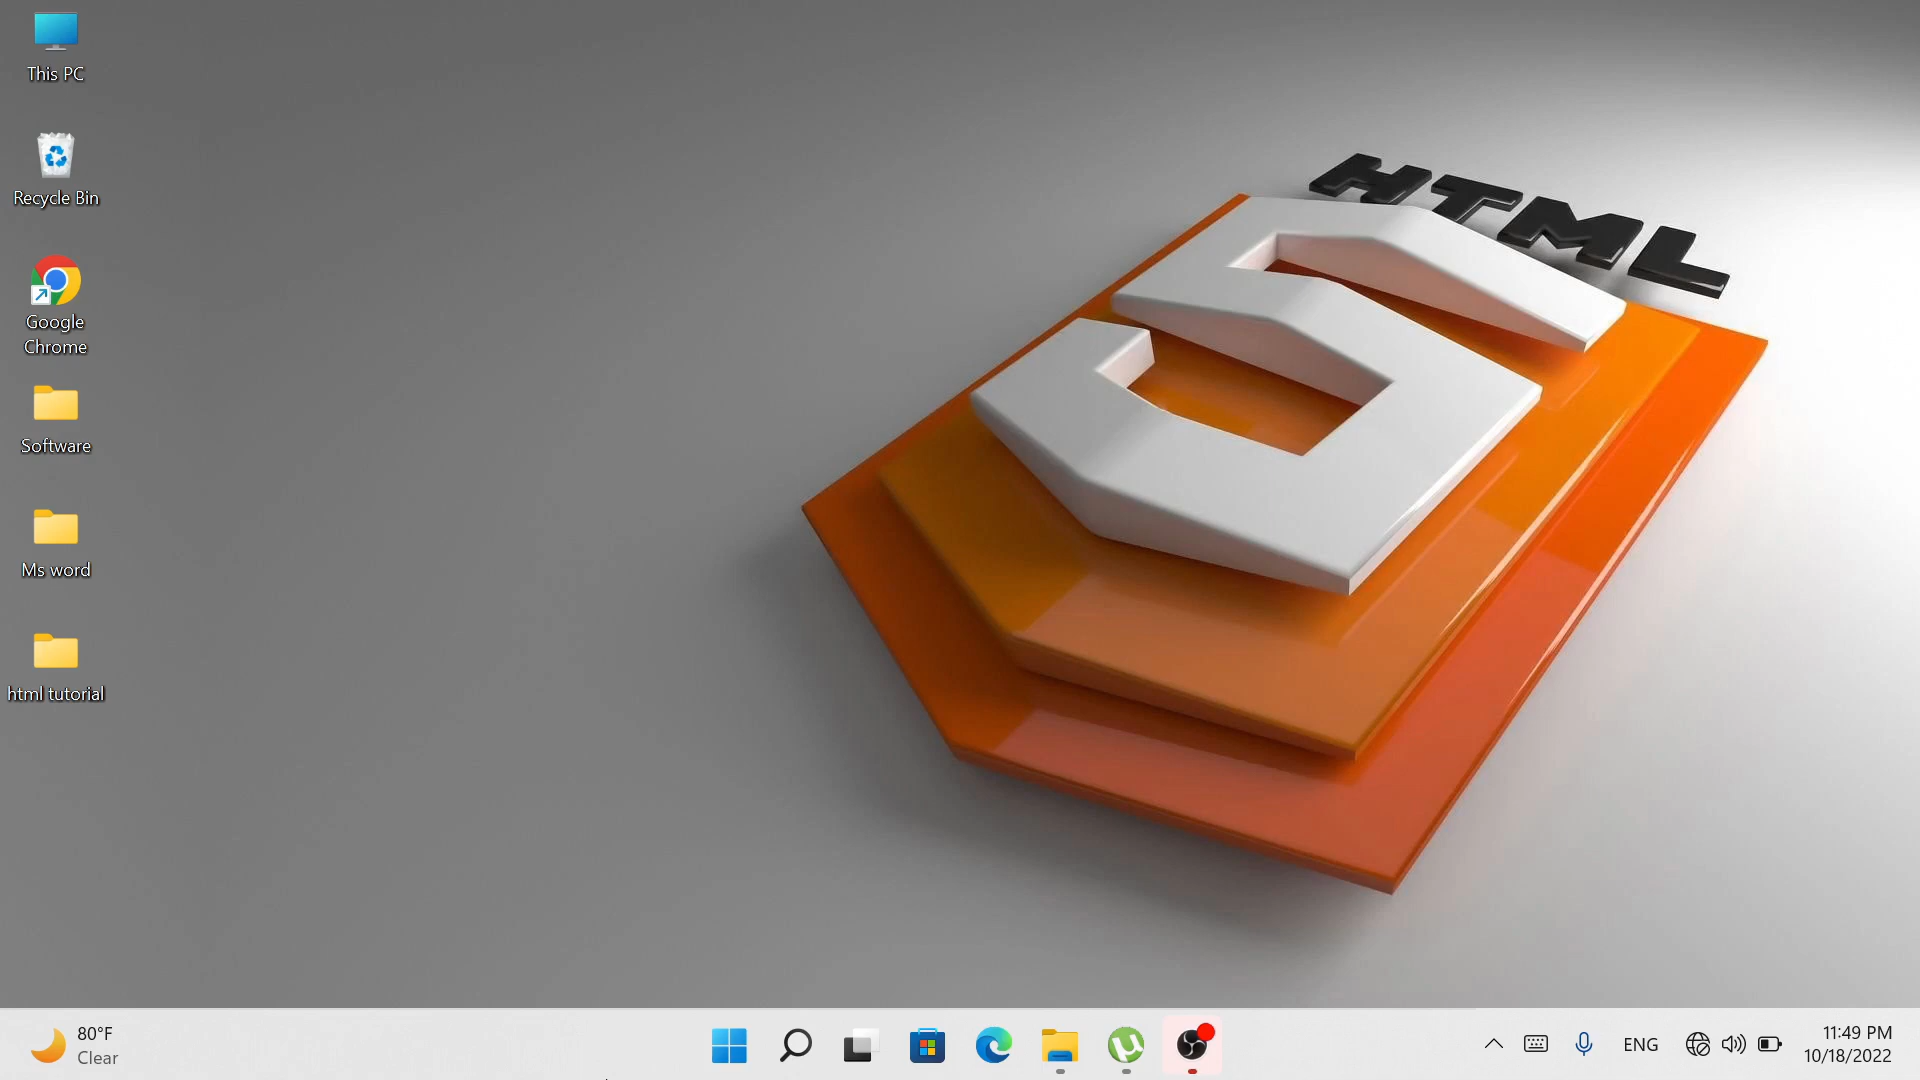 This PC
Recycle Bin
Google
Chrome
Software
Ms word
html tutorial
HTML
5
80°F
Clear
ENG
11:49 PM
10/18/2022